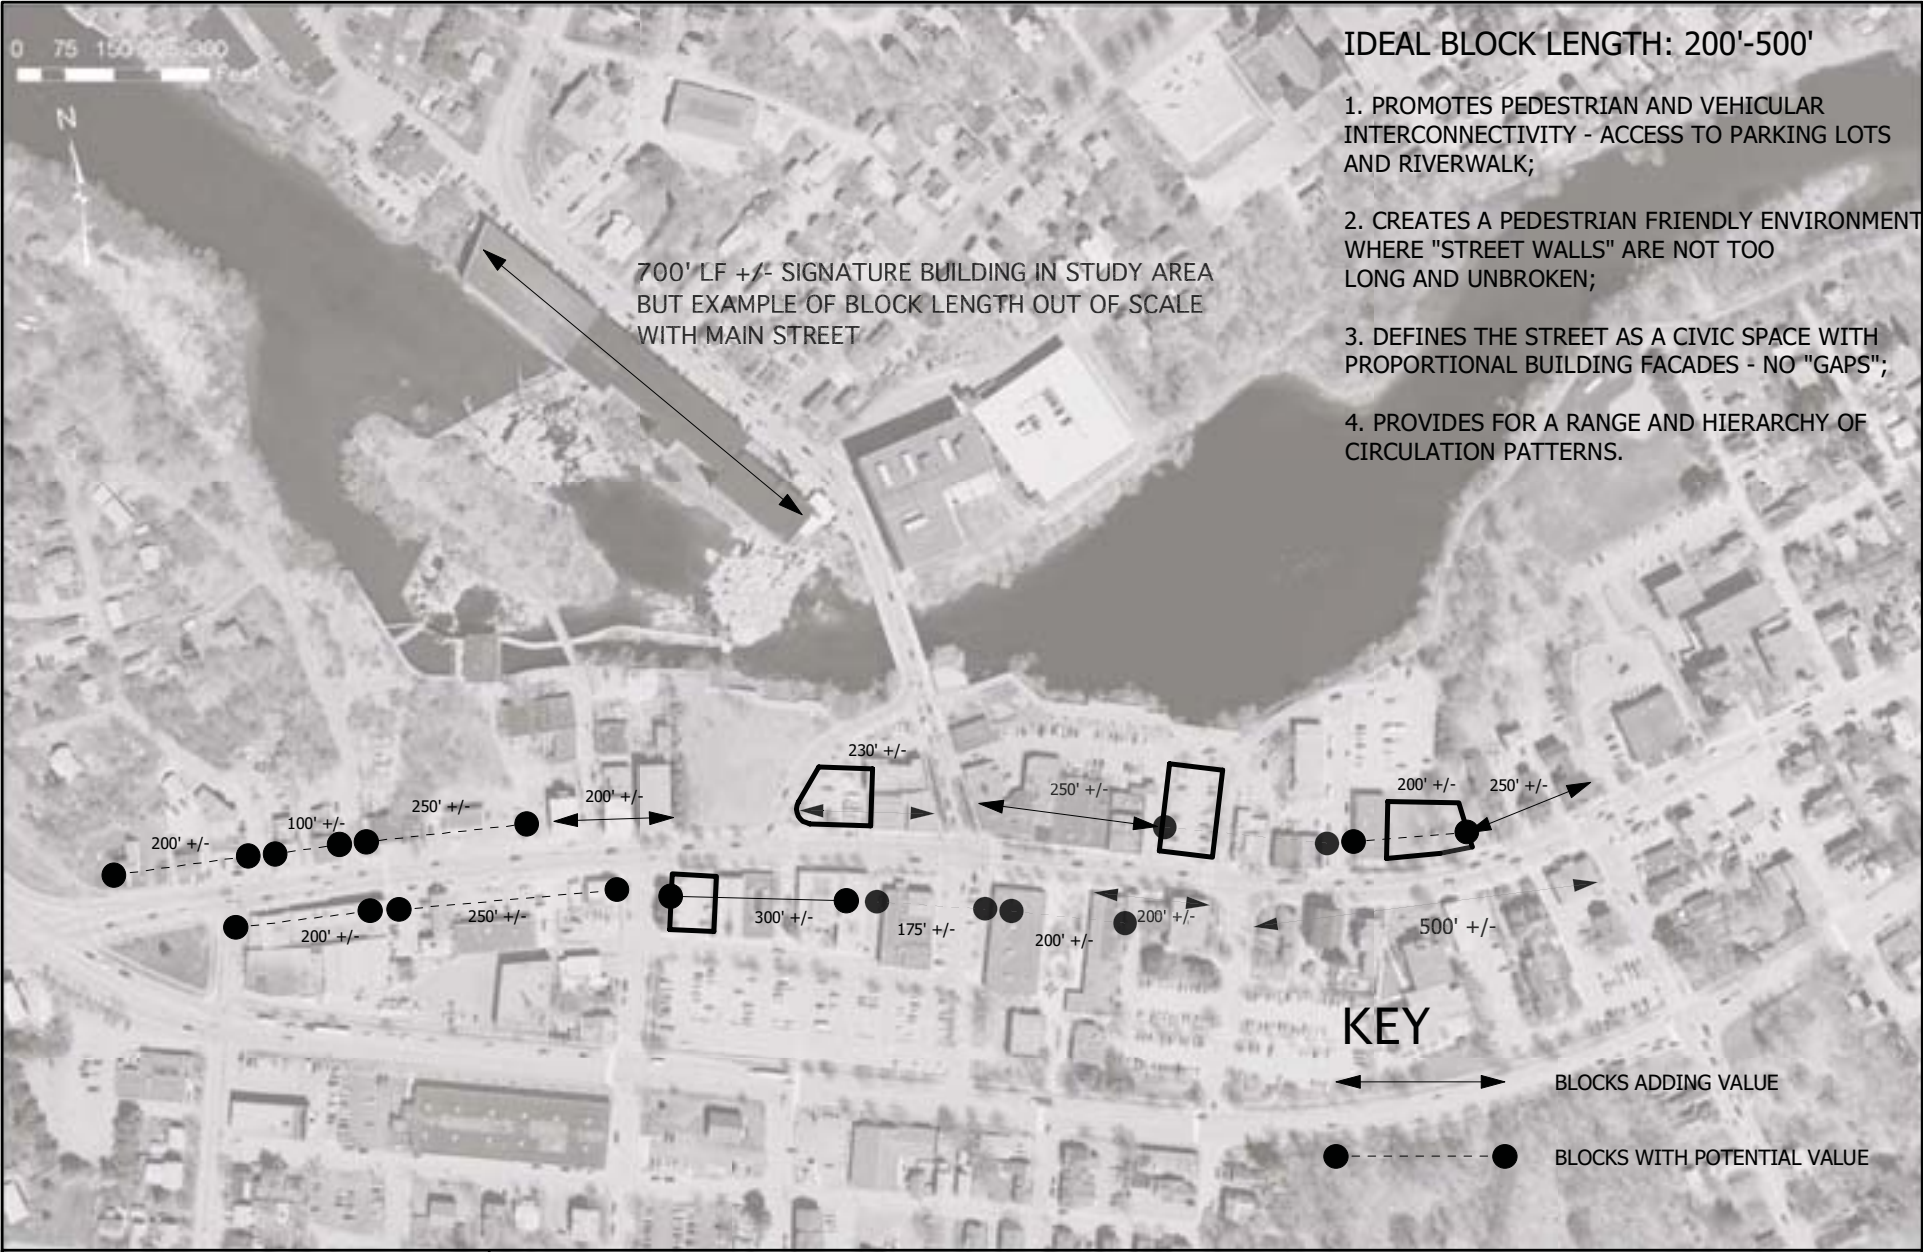 0 75 150 225 300
Feet
N
IDEAL BLOCK LENGTH: 200'-500'
1. PROMOTES PEDESTRIAN AND VEHICULAR
INTERCONNECTIVITY - ACCESS TO PARKING LOTS
AND RIVERWALK;
2. CREATES A PEDESTRIAN FRIENDLY ENVIRONMENT
WHERE "STREET WALLS" ARE NOT TOO
LONG AND UNBROKEN;
3. DEFINES THE STREET AS A CIVIC SPACE WITH
PROPORTIONAL BUILDING FACADES - NO "GAPS";
4. PROVIDES FOR A RANGE AND HIERARCHY OF
CIRCULATION PATTERNS.
700' LF +/- SIGNATURE BUILDING IN STUDY AREA
BUT EXAMPLE OF BLOCK LENGTH OUT OF SCALE
WITH MAIN STREET
200' +/-
100' +/-
250' +/-
200' +/-
230' +/-
250' +/-
200' +/-
250' +/-
200' +/-
250' +/-
300' +/-
175' +/-
200' +/-
200' +/-
500' +/-
KEY
BLOCKS ADDING VALUE
BLOCKS WITH POTENTIAL VALUE